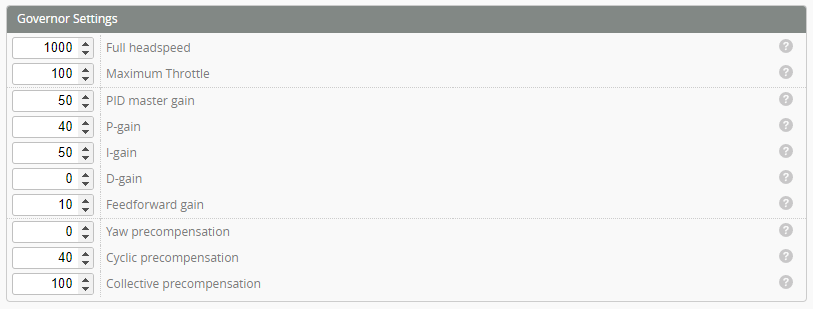 Governor Settings
1000 Full headspeed ?
100 Maximum Throttle ?
50 PID master gain ?
40 P-gain ?
50 I-gain ?
0 D-gain ?
10 Feedforward gain ?
0 Yaw precompensation ?
40 Cyclic precompensation ?
100 Collective precompensation ?